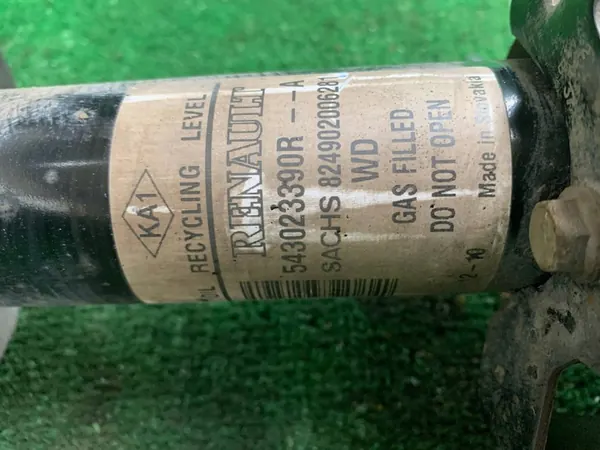 KA1
RECYCLING LEVEL
RENAULT
543023390R --A
SACHS 824902006281
WD
GAS FILLED
DO NOT OPEN
Made in Slovakia